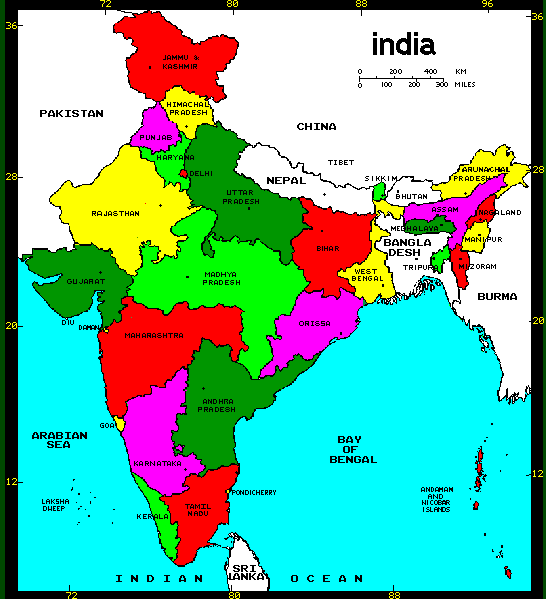 72
80
88
96
36
36
india
0 200 400 KM
0 100 200 300 MILES
JAMMU &
KASHMIR
PAKISTAN
HIMACHAL
PRADESH
CHINA
PUNJAB
HARYANA
TIBET
28
28
DELHI
NEPAL
SIKKIM
ARUNACHAL
PRADESH
UTTAR
PRADESH
BHUTAN
RAJASTHAN
ASSAM
NAGALAND
MEGHALAYA
BIHAR
BANGLA
DESH
MANIPUR
WEST
BENGAL
TRIPURA
MIZORAM
GUJARAT
MADHYA
PRADESH
BURMA
DIU
DAMAN
20
20
ORISSA
MAHARASHTRA
ANDHRA
PRADESH
GOA
ARABIAN
SEA
BAY
OF
BENGAL
KARNATAKA
12
12
PONDICHERRY
ANDAMAN
AND
NICOBAR
ISLANDS
LAKSHA
DWEEP
KERALA
TAMIL
NADU
SRI
LANKA
INDIAN OCEAN
72
80
88